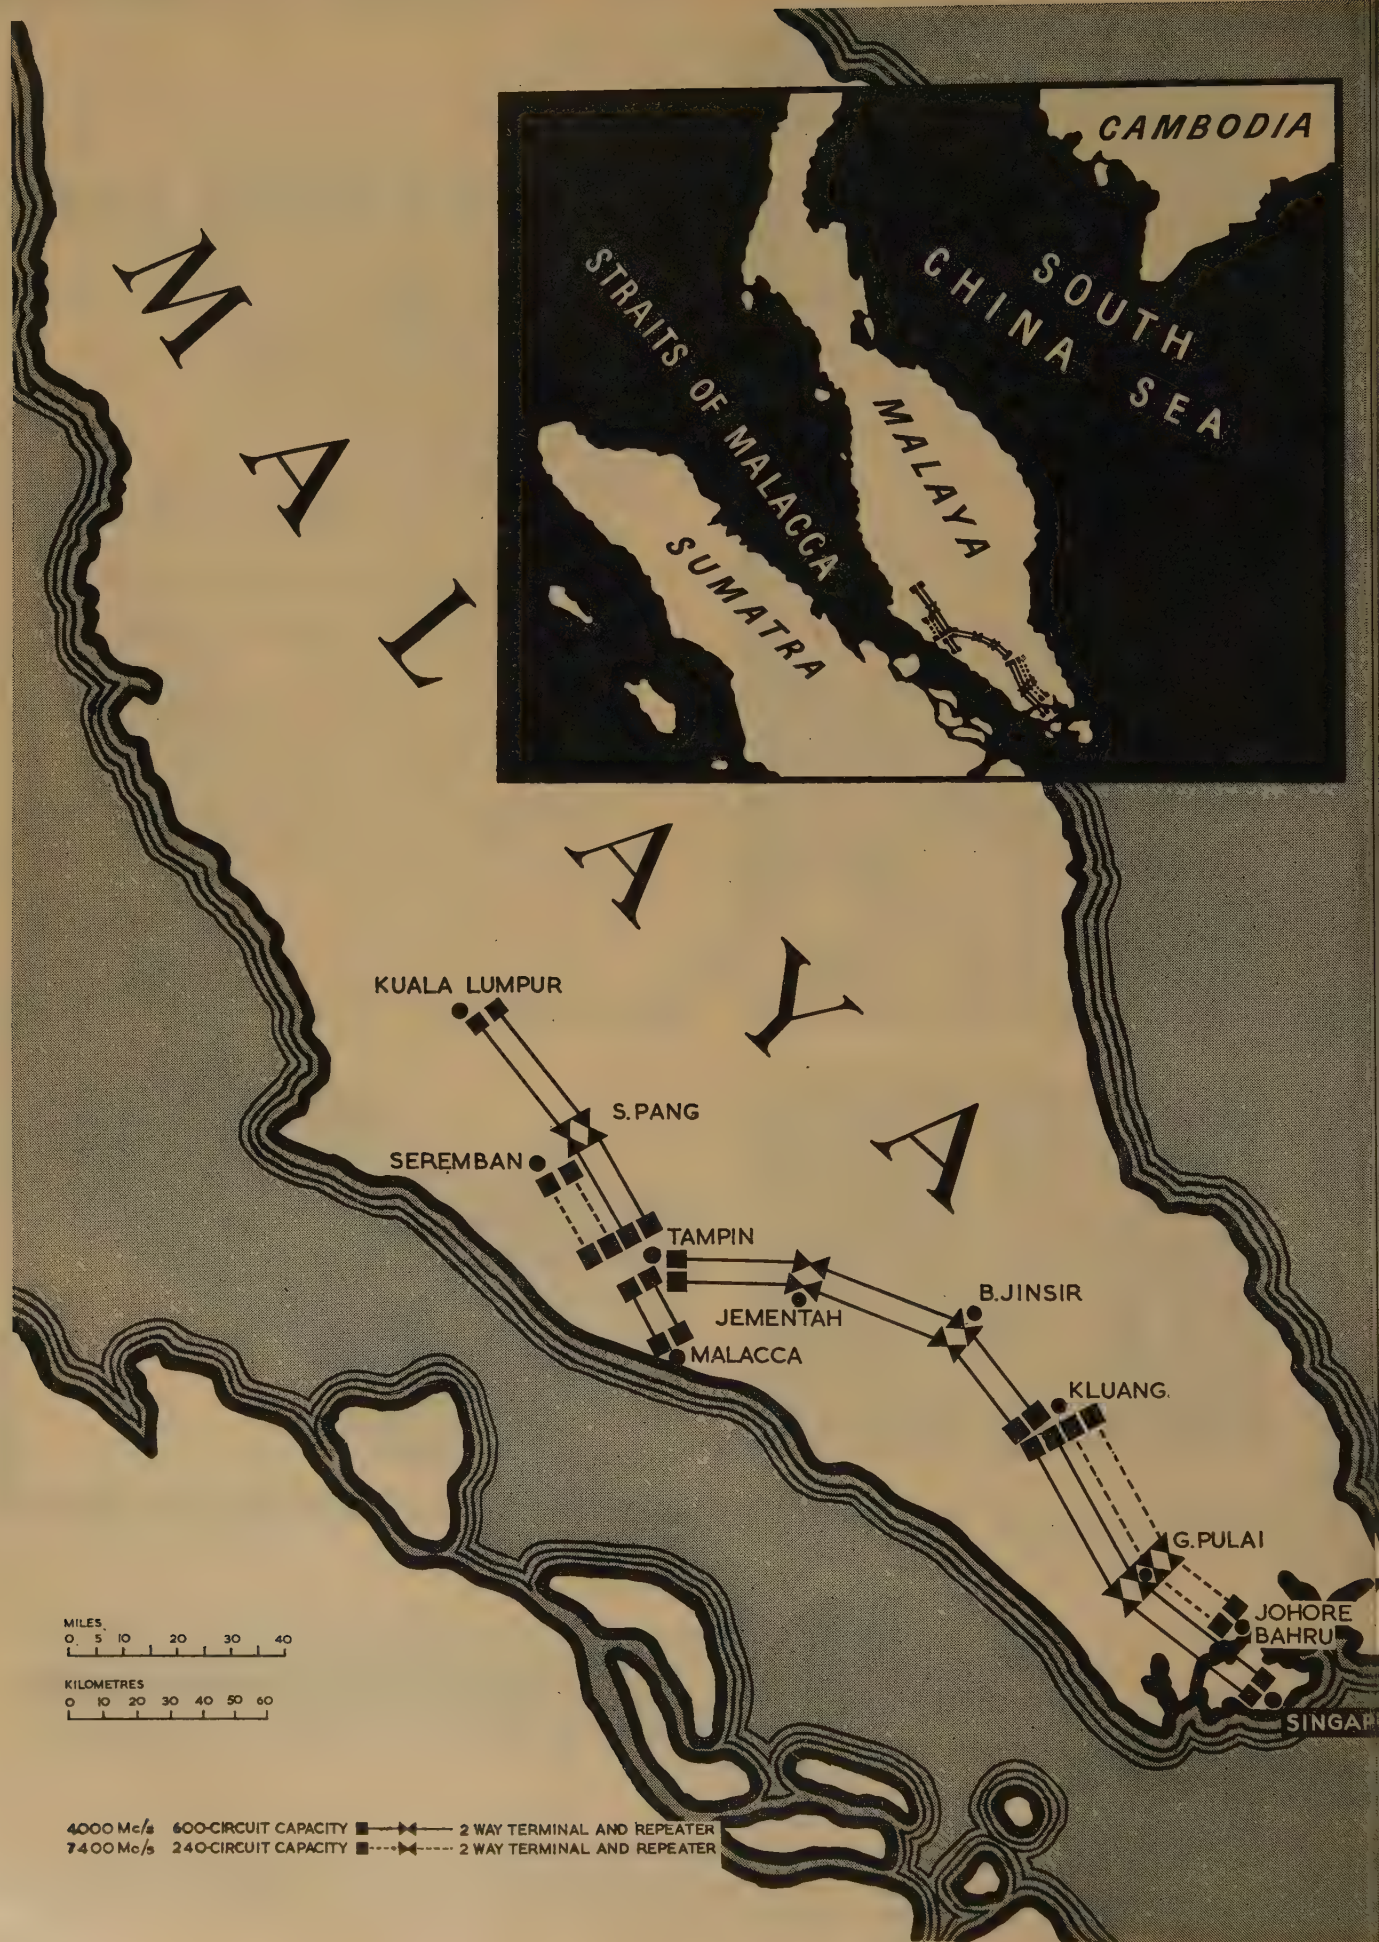 CAMBODIA
SOUTH
CHINA SEA
STRAITS OF MALACCA
MALAYA
SUMATRA
MALAYA
KUALA LUMPUR
S.PANG
SEREMBAN
TAMPIN
JEMENTAH
B.JINSIR
MALACCA
KLUANG.
G.PULAI
JOHORE
BAHRU
SINGAP
MILES
0 5 10 20 30 40
KILOMETRES
0 10 20 30 40 50 60
4000 Mc/s 600-CIRCUIT CAPACITY 2 WAY TERMINAL AND REPEATER
7400 Mc/s 240-CIRCUIT CAPACITY 2 WAY TERMINAL AND REPEATER